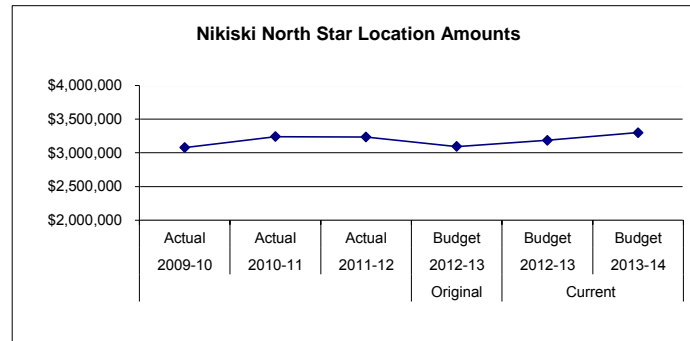 Nikiski North Star Location Amounts
$4,000,000
$3,500,000
$3,000,000
$2,500,000
$2,000,000
Actual Actual Actual Budget Budget Budget
2009-10 2010-11 2011-12 2012-13 2012-13 2013-14
Original Current